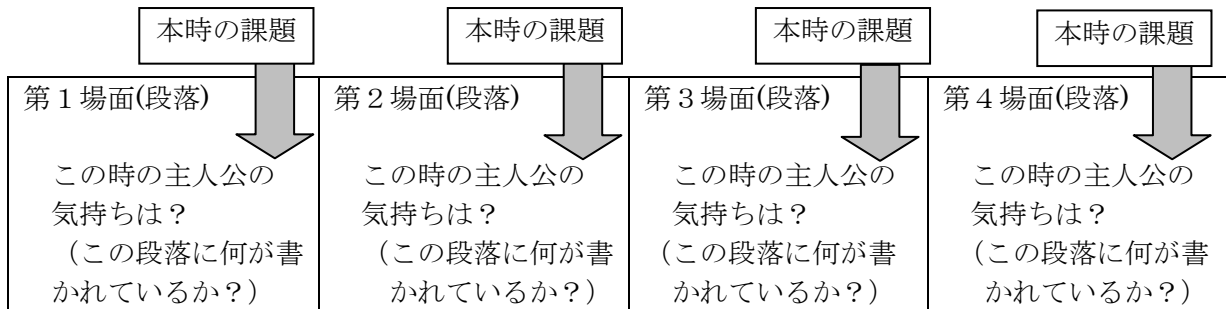 本時の課題
本時の課題
本時の課題
本時の課題
第１場面(段落)
この時の主人公の
気持ちは？
（この段落に何が書
かれているか？）
第２場面(段落)
この時の主人公の
気持ちは？
（この段落に何が書
かれているか？）
第３場面(段落)
この時の主人公の
気持ちは？
（この段落に何が書
かれているか？）
第４場面(段落)
この時の主人公の
気持ちは？
（この段落に何が書
かれているか？）